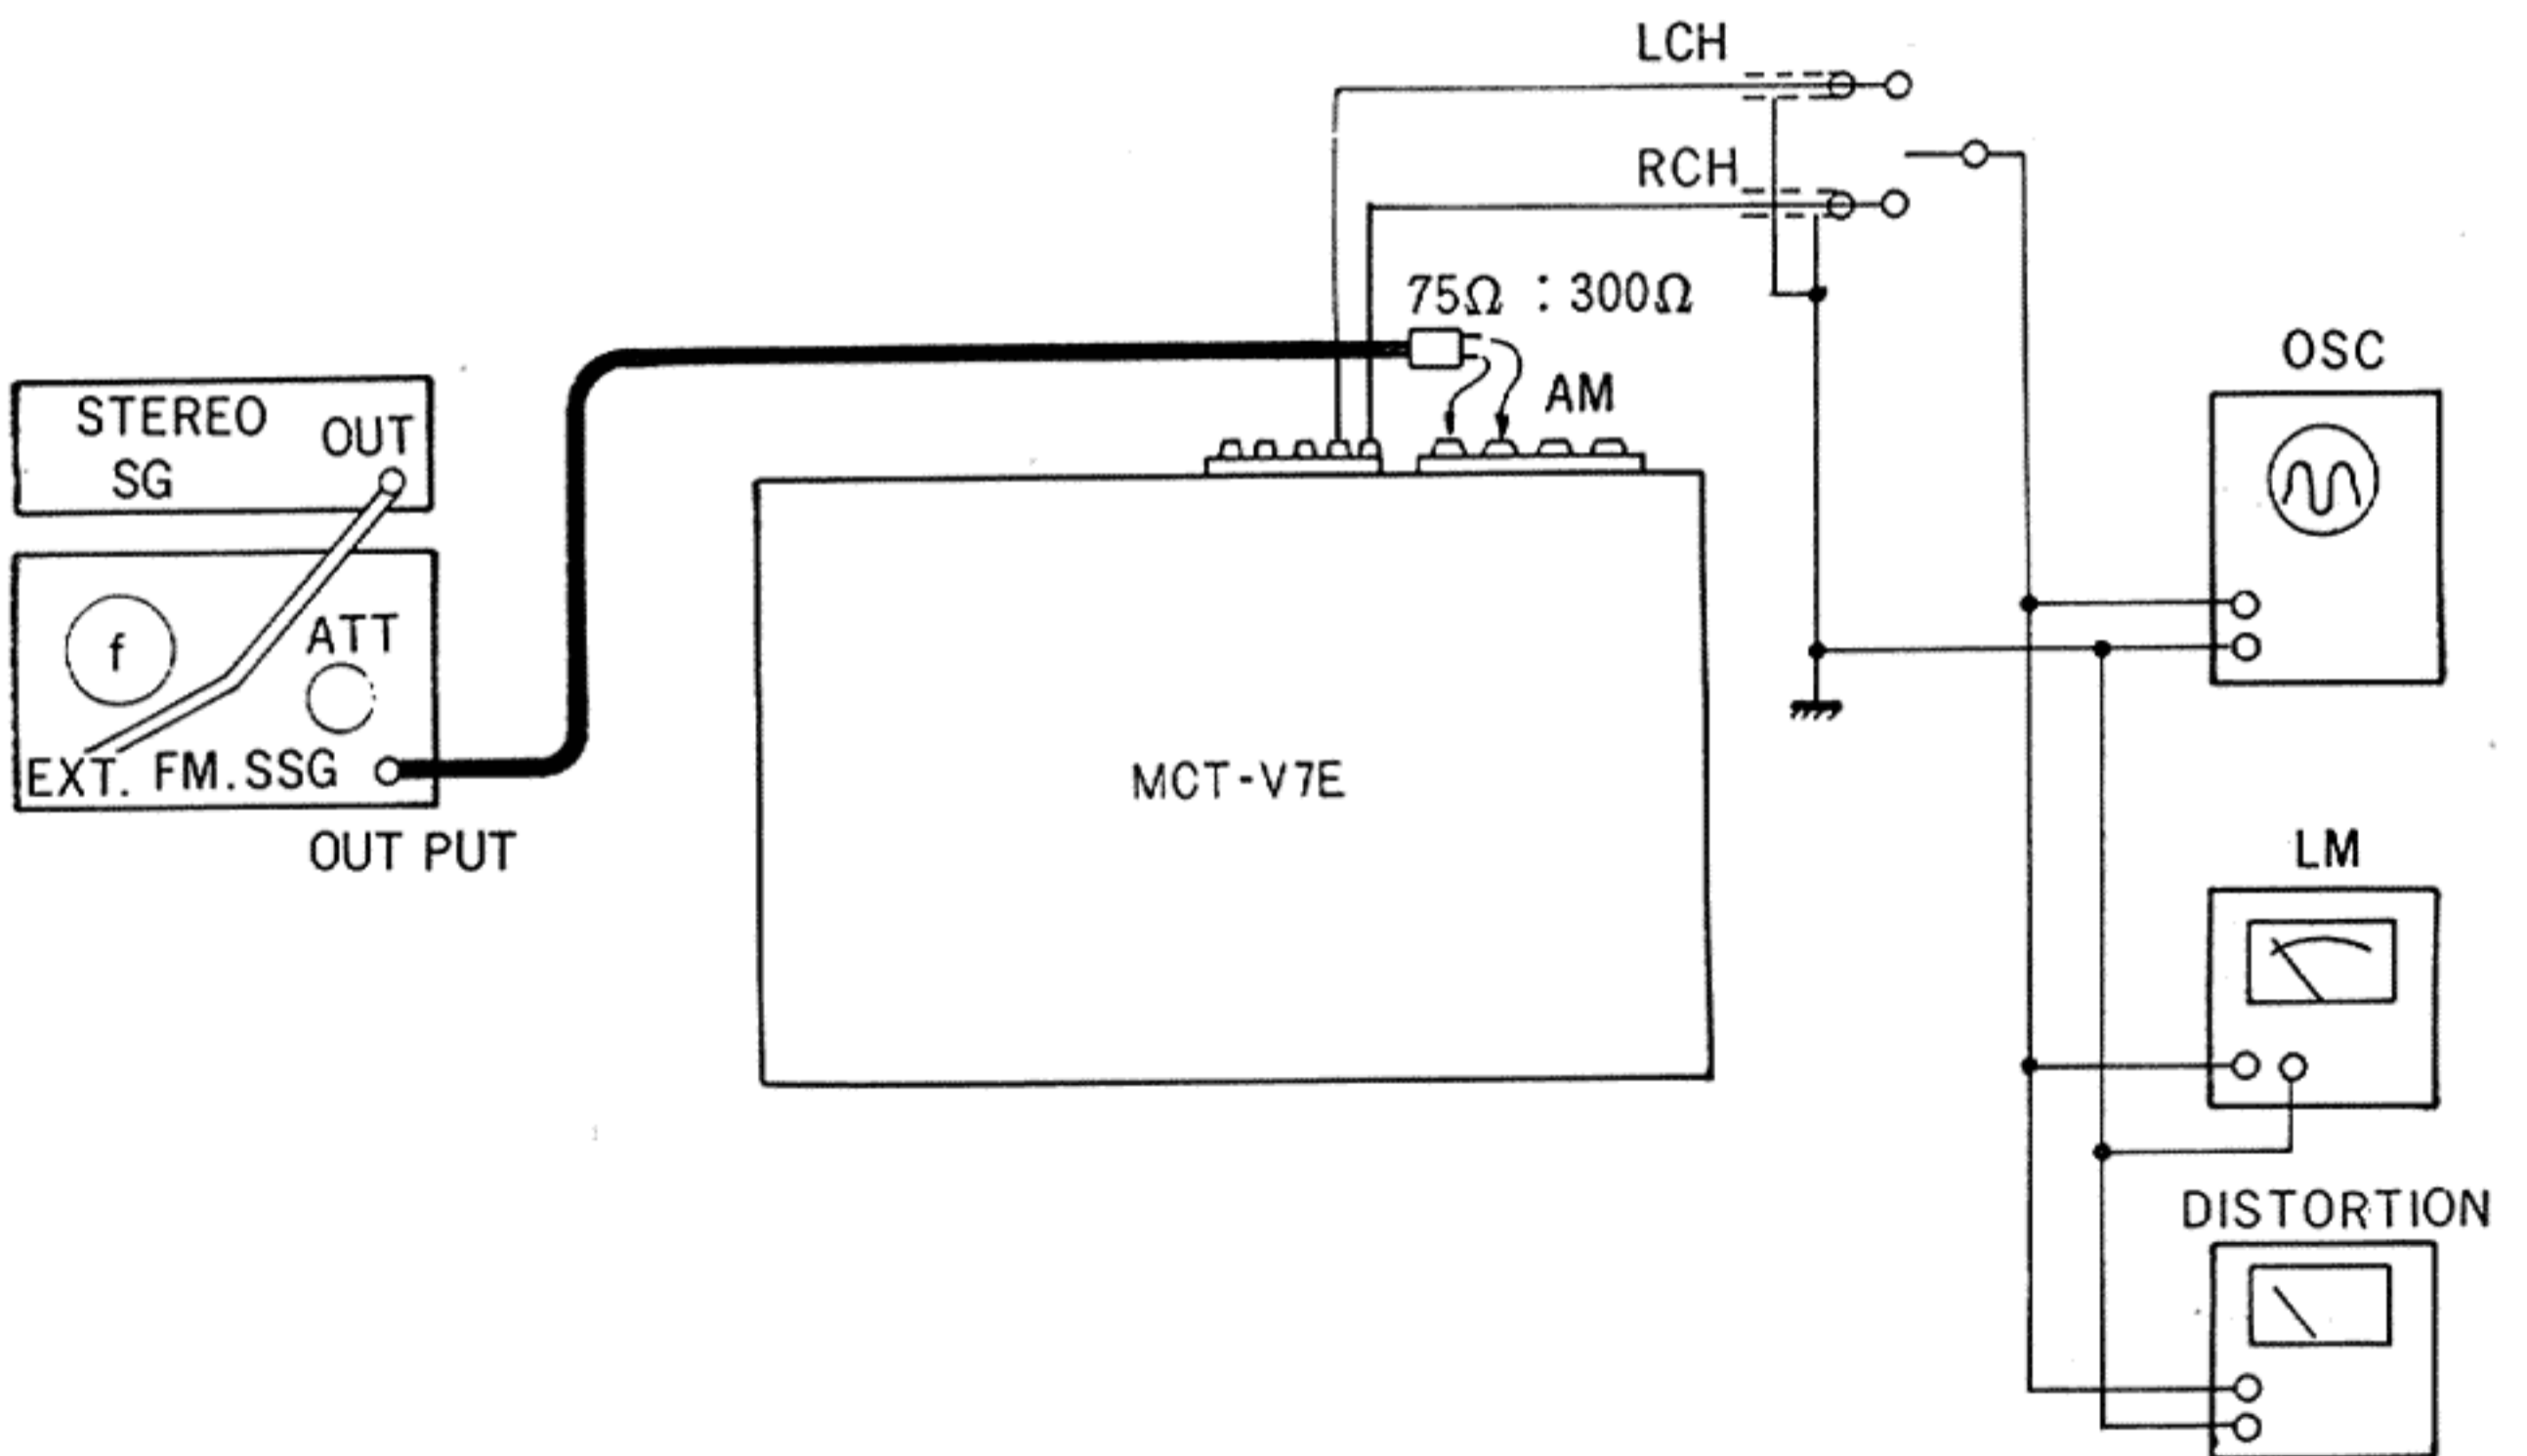 LCH
RCH
75Ω : 300Ω
AM
OSC
STEREO
SG
OUT
f
ATT
EXT. FM. SSG
OUT PUT
MCT-V7E
LM
DISTORTION